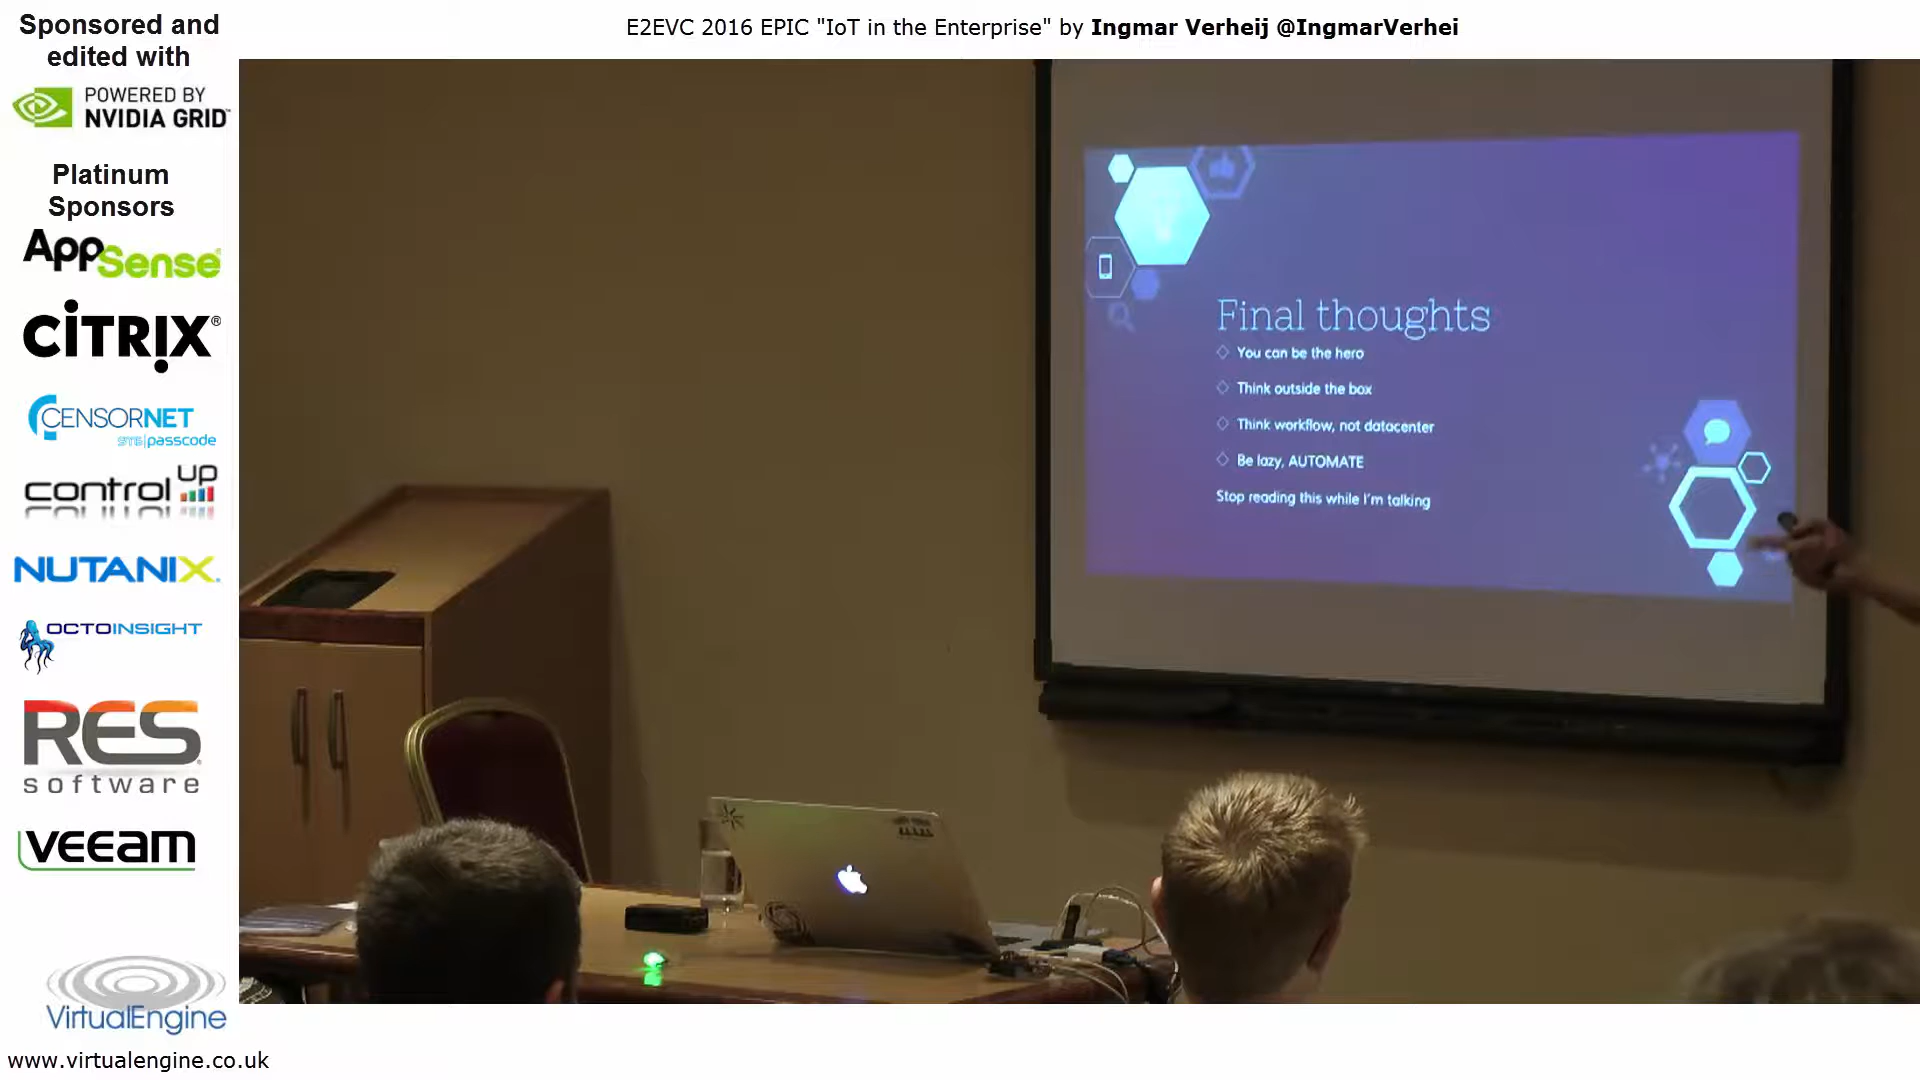 E2EVC 2016 EPIC "IoT in the Enterprise" by Ingmar Verheij @IngmarVerhei
Sponsored and
edited with
POWERED BY
NVIDIA GRID
Platinum
Sponsors
AppSense
CiTRIX®
CENSORNET
SMS|passcode
control UP
NUTANIX
OCTOINSIGHT
RES
software
veeam
VirtualEngine
www.virtualengine.co.uk
Final thoughts
You can be the hero
Think outside the box
Think workflow, not datacenter
Be lazy, AUTOMATE
Stop reading this while I'm talking